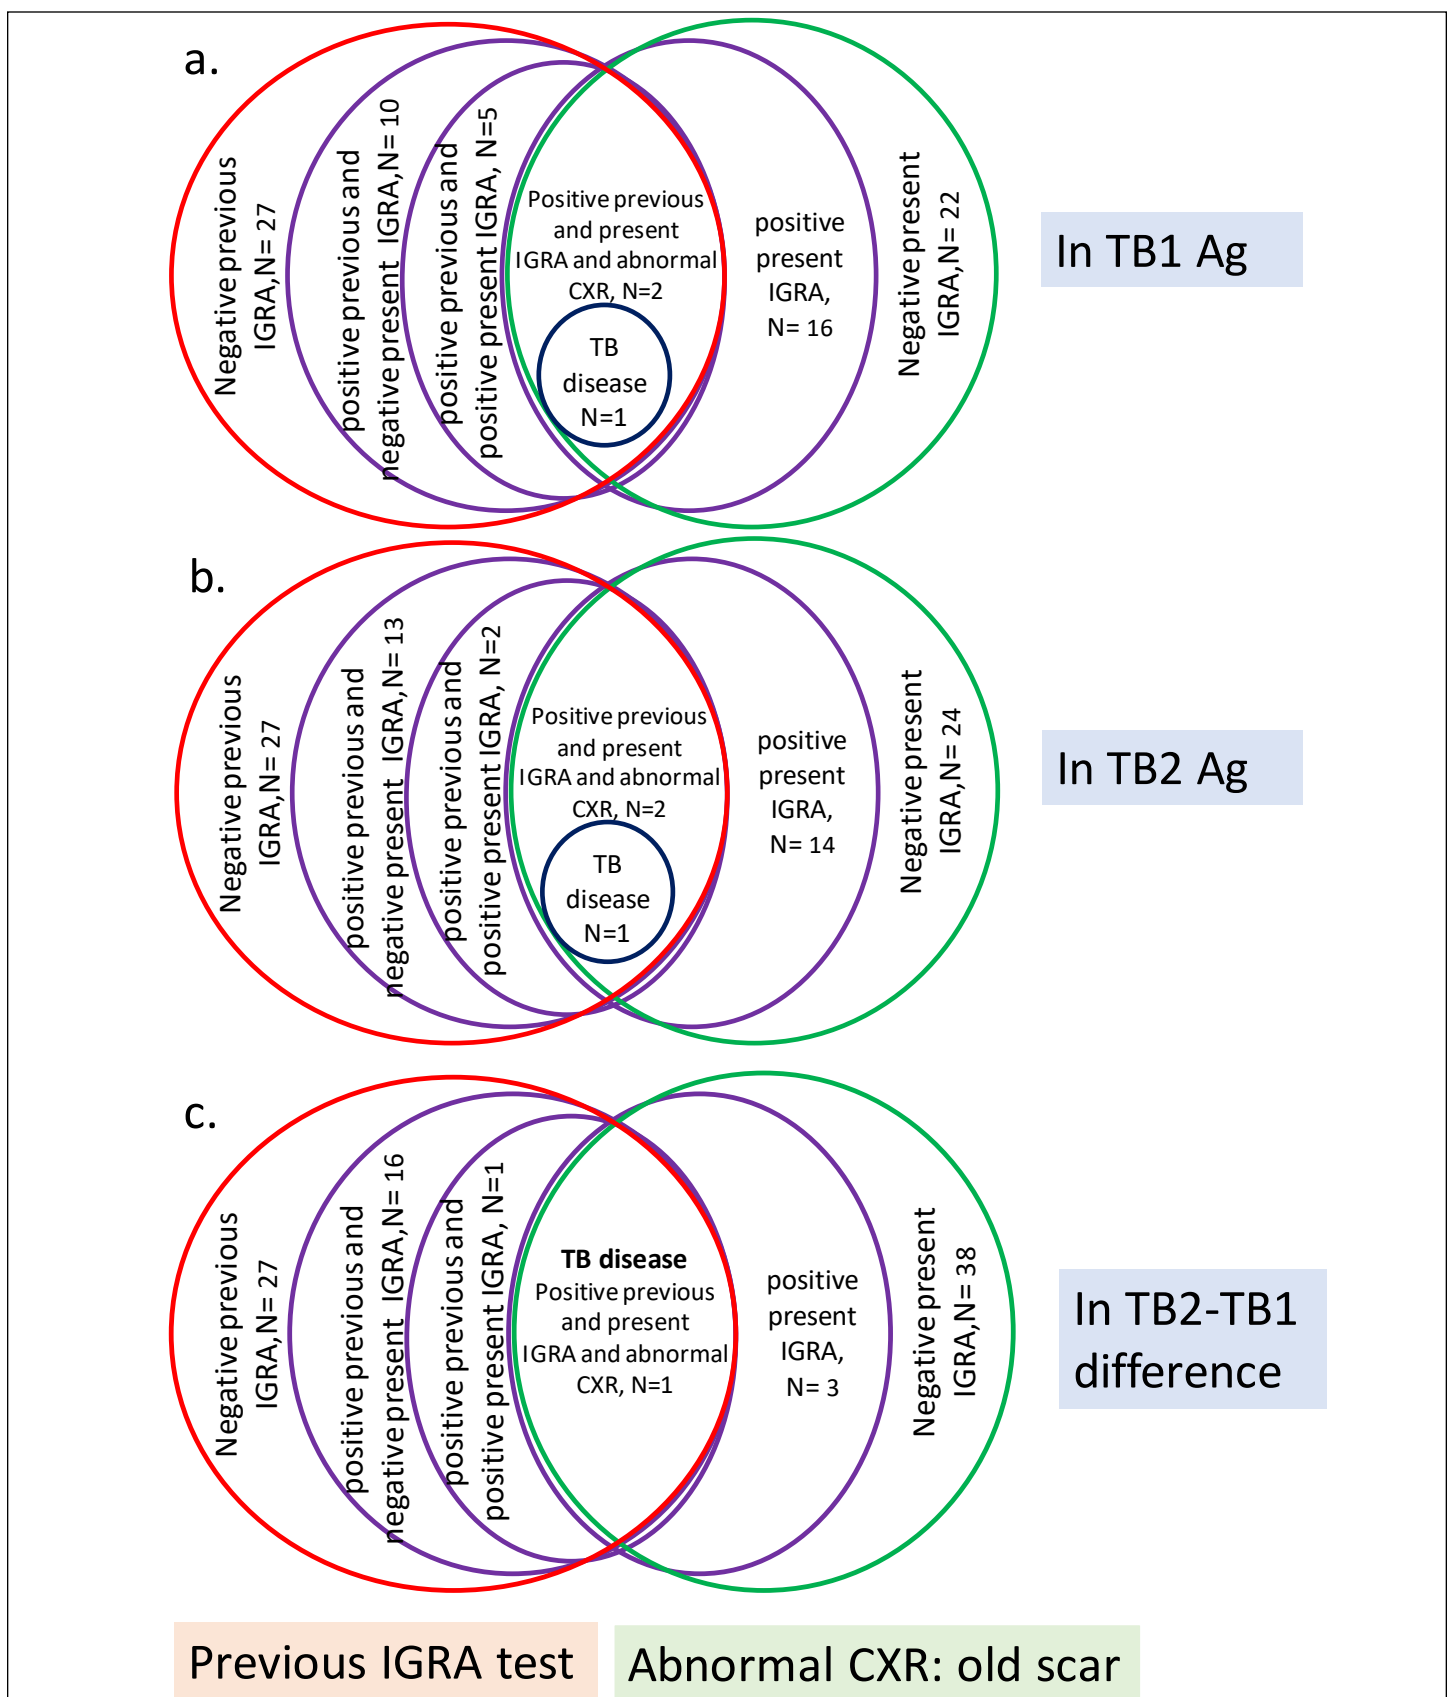 a.
Negative previous
IGRA,N= 27
positive previous and
negative present IGRA,N= 10
positive previous and
positive present IGRA, N=5
Positive previous
and present
IGRA and abnormal
CXR, N=2
TB
disease
N=1
positive
present
IGRA,
N= 16
Negative present
IGRA,N= 22
In TB1 Ag
b.
Negative previous
IGRA,N= 27
positive previous and
negative present IGRA,N= 13
positive previous and
positive present IGRA, N=2
Positive previous
and present
IGRA and abnormal
CXR, N=2
TB
disease
N=1
positive
present
IGRA,
N= 14
Negative present
IGRA,N= 24
In TB2 Ag
c.
Negative previous
IGRA,N= 27
positive previous and
negative present IGRA,N= 16
positive previous and
positive present IGRA, N=1
TB disease
Positive previous
and present
IGRA and abnormal
CXR, N=1
positive
present
IGRA,
N= 3
Negative present
IGRA,N= 38
In TB2-TB1
difference
Previous IGRA test
Abnormal CXR: old scar